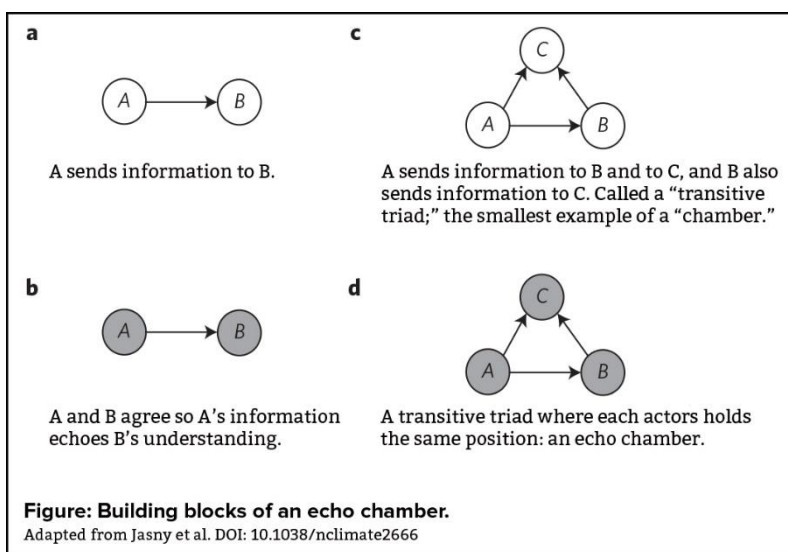 a
A
B
A sends information to B.
c
C
A
B
A sends information to B and to C, and B also
sends information to C. Called a “transitive
triad;” the smallest example of a “chamber.”
b
A
B
A and B agree so A’s information
echoes B’s understanding.
d
C
A
B
A transitive triad where each actors holds
the same position: an echo chamber.
Figure: Building blocks of an echo chamber.
Adapted from Jasny et al. DOI: 10.1038/nclimate2666